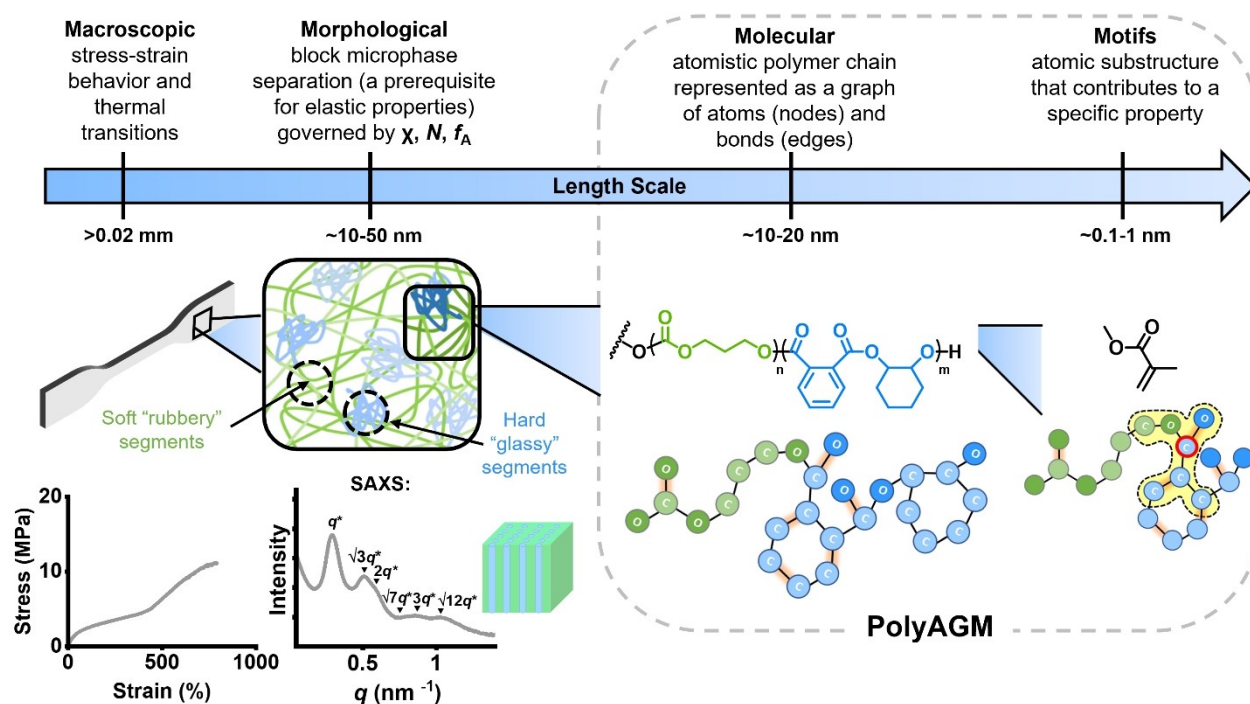 Macroscopic
stress-strain
behavior and
thermal
transitions
Morphological
block microphase
separation (a prerequisite
for elastic properties)
governed by χ, N, fA
Molecular
atomistic polymer chain
represented as a graph
of atoms (nodes) and
bonds (edges)
Motifs
atomic substructure
that contributes to a
specific property
Length Scale
>0.02 mm
~10-50 nm
~10-20 nm
~0.1-1 nm
Soft “rubbery”
segments
Hard
“glassy”
segments
O
O
O
O
n
O
O
O
O
H
m
O
O
O
O
O
C
C
C
C
O
C
O
C
C
C
C
C
C
C
O
O
C
C
C
C
C
C
O
C
C
C
O
O
C
C
C
Stress (MPa)
20
10
0
0
500
1000
Strain (%)
SAXS:
Intensity
q*
√3q*
2q*
√7q*
3q*
√12q*
0.5
1
q (nm -1)
PolyAGM